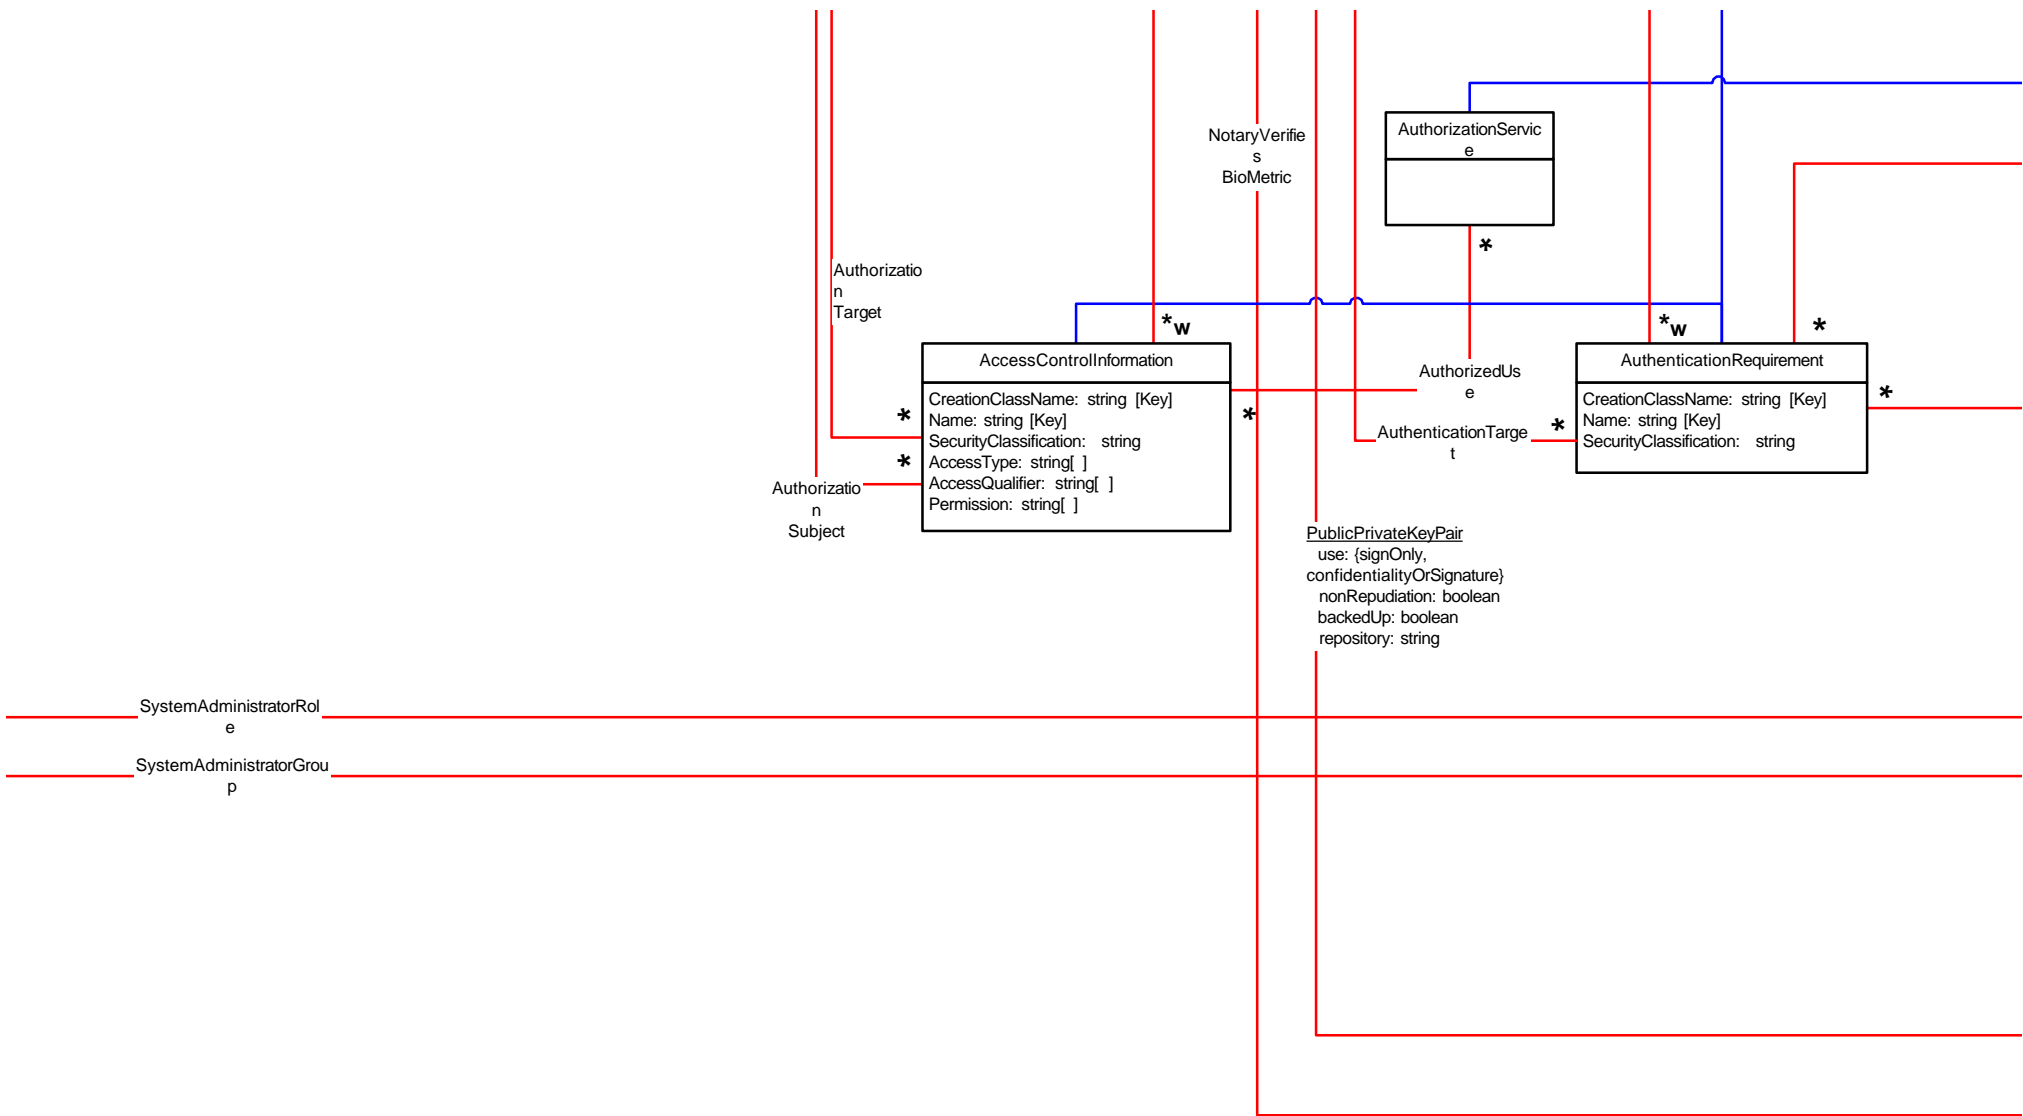 NotaryVerifie
s
BioMetric
AuthorizationServic
e
*
Authorizatio
n
Target
*w
*w
*
AccessControlInformation
CreationClassName: string [Key]
Name: string [Key]
SecurityClassification: string
AccessType: string[ ]
AccessQualifier: string[ ]
Permission: string[ ]
*
*
*
AuthorizedUs
e
AuthenticationTarge
t
*
AuthenticationRequirement
CreationClassName: string [Key]
Name: string [Key]
SecurityClassification: string
*
Authorizatio
n
Subject
PublicPrivateKeyPair
use: {signOnly,
confidentialityOrSignature}
nonRepudiation: boolean
backedUp: boolean
repository: string
SystemAdministratorRol
e
SystemAdministratorGrou
p